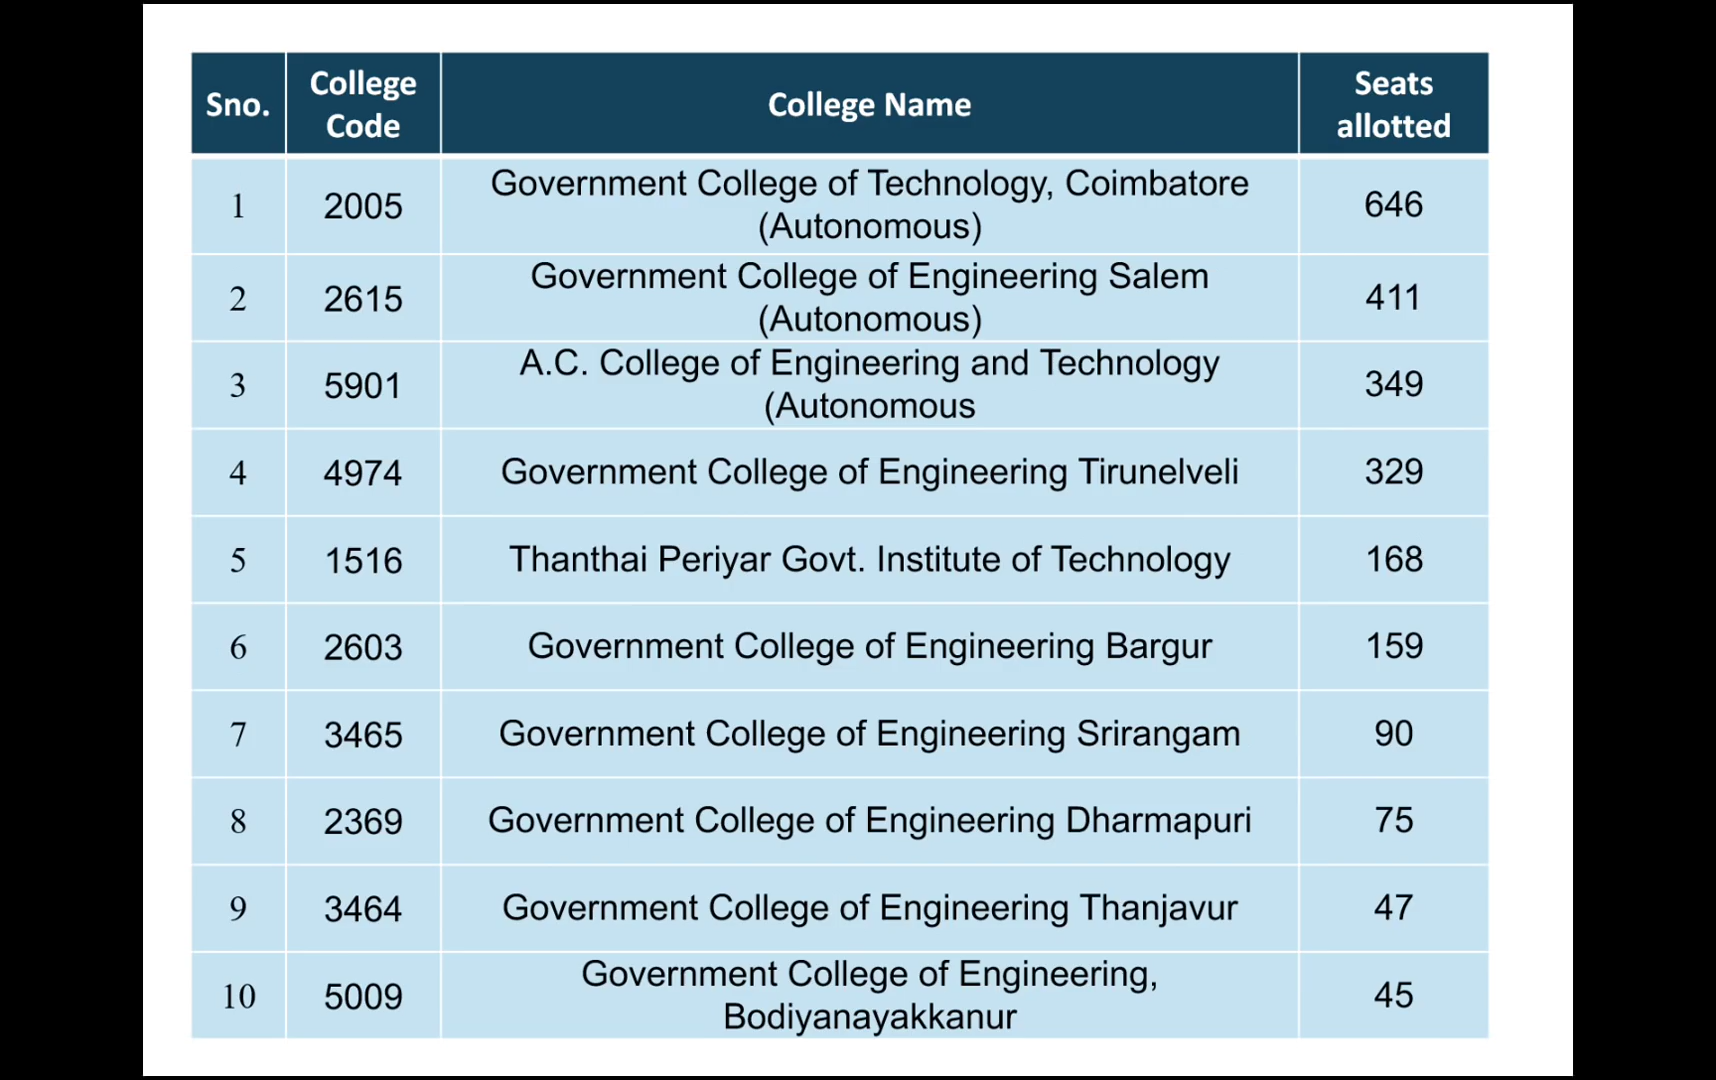 Sno.
College
Code
College Name
Seats
allotted
1
2005
Government College of Technology, Coimbatore
(Autonomous)
646
2
2615
Government College of Engineering Salem
(Autonomous)
411
3
5901
A.C. College of Engineering and Technology
(Autonomous
349
4
4974
Government College of Engineering Tirunelveli
329
5
1516
Thanthai Periyar Govt. Institute of Technology
168
6
2603
Government College of Engineering Bargur
159
7
3465
Government College of Engineering Srirangam
90
8
2369
Government College of Engineering Dharmapuri
75
9
3464
Government College of Engineering Thanjavur
47
10
5009
Government College of Engineering,
Bodiyanayakkanur
45